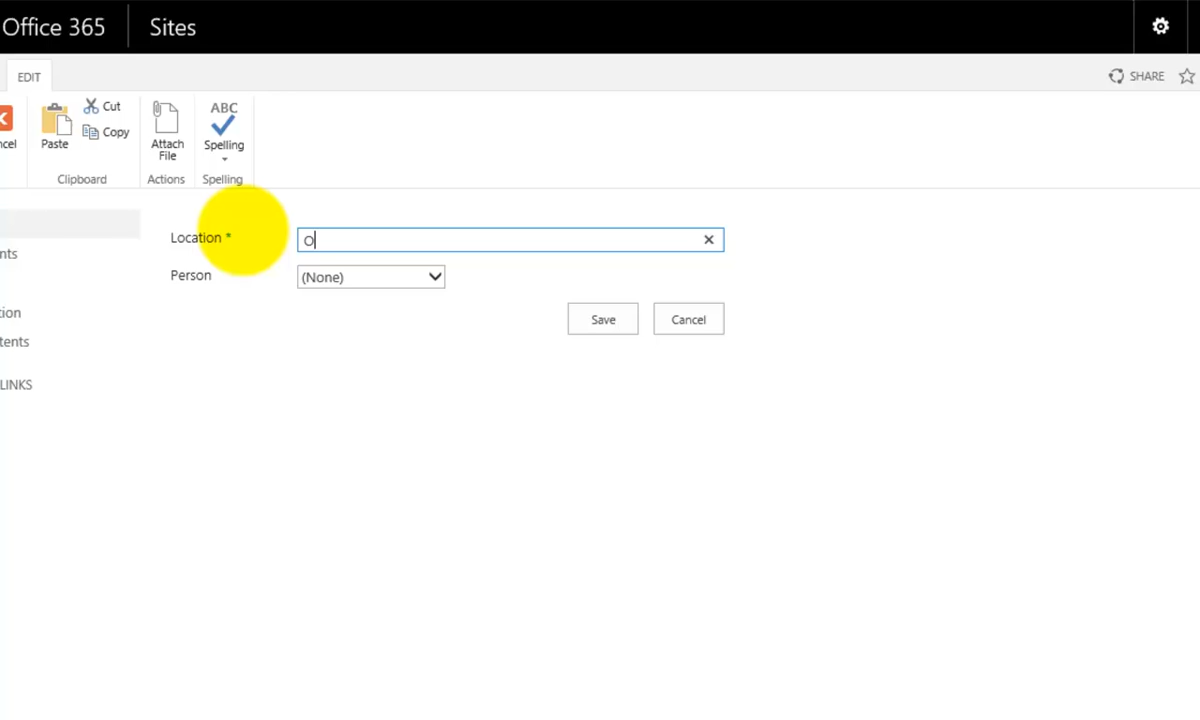 Office 365 Sites
EDIT
SHARE
Cut
Copy
Paste
Attach
File
ABC
Spelling
ncel
Clipboard
Actions
Spelling
Location *
O
Person
(None)
Save
Cancel
nts
tion
tents
LINKS